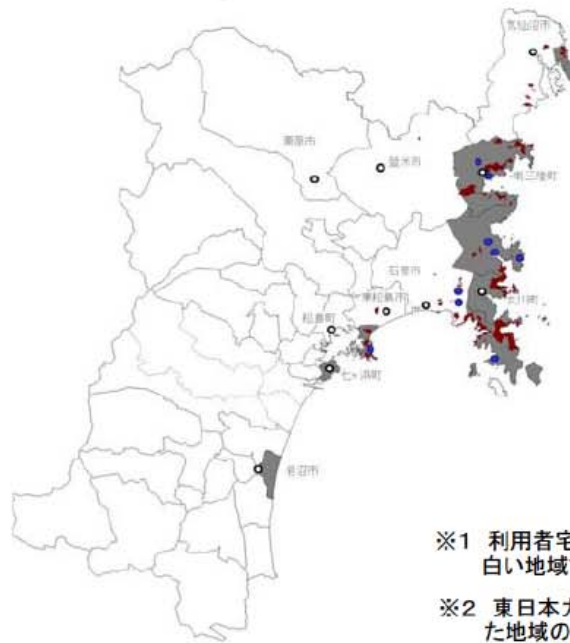 気仙沼市
栗原市
登米市
南三陸町
石巻市
東松島市
女川町
松島町
七ヶ浜町
岩沼市
※1 利用者宅
白い地域
※2 東日本
た地域の